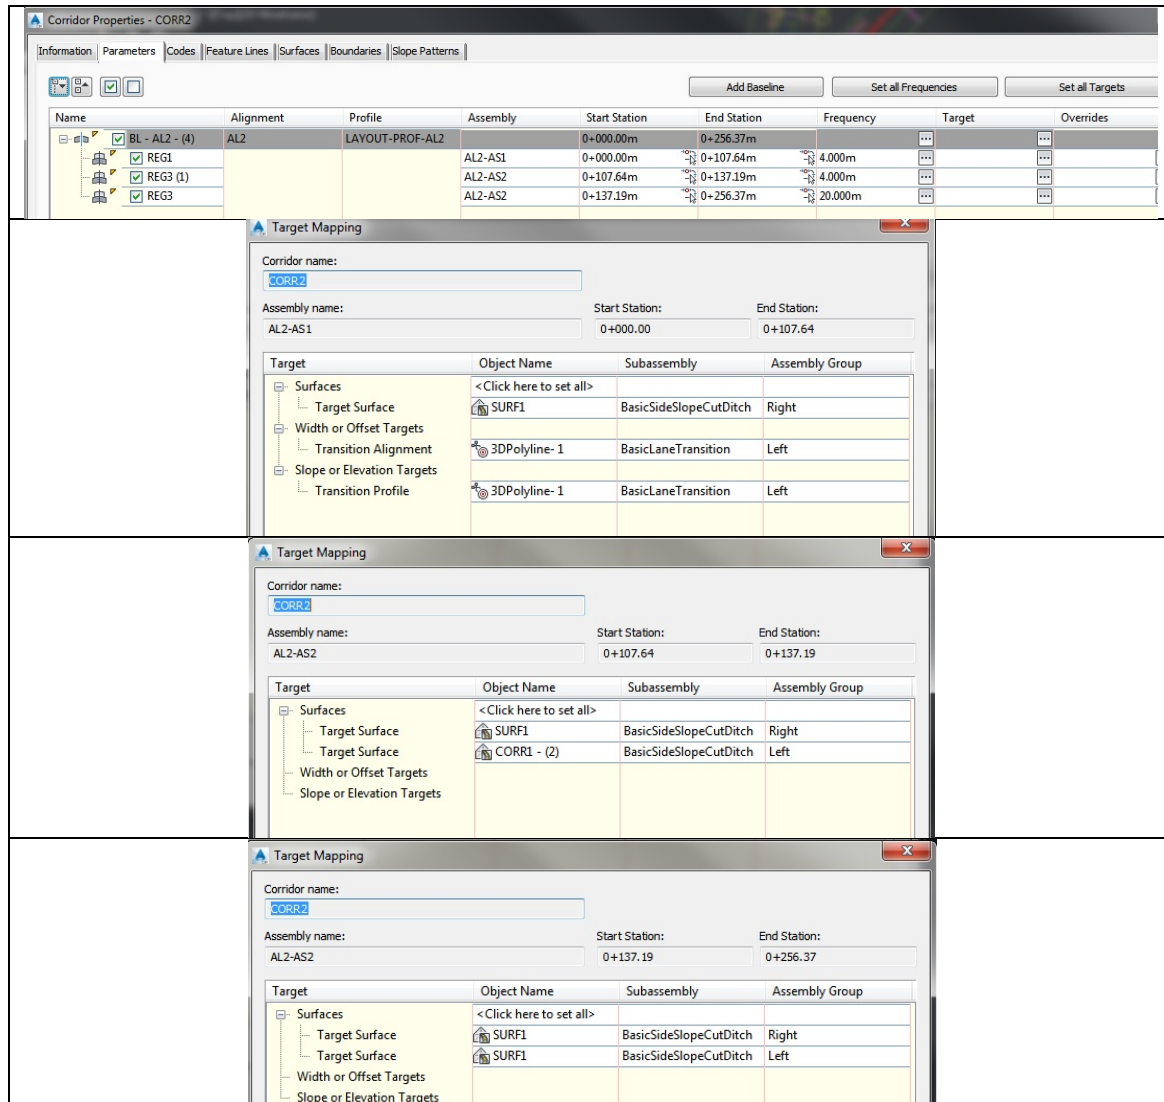 Corridor Properties - CORR2
Information Parameters Codes Feature Lines Surfaces Boundaries Slope Patterns
Add Baseline Set all Frequencies Set all Targets
Name Alignment Profile Assembly Start Station End Station Frequency Target Overrides
BL - AL2 - (4) AL2 LAYOUT-PROF-AL2 0+000.00m 0+256.37m
REG1 AL2-AS1 0+000.00m 0+107.64m 4.000m
REG3 (1) AL2-AS2 0+107.64m 0+137.19m 4.000m
REG3 AL2-AS2 0+137.19m 0+256.37m 20.000m
Target Mapping
Corridor name:
CORR2
Assembly name: Start Station: End Station:
AL2-AS1 0+000.00 0+107.64
Target Object Name Subassembly Assembly Group
Surfaces <Click here to set all>
Target Surface SURF1 BasicSideSlopeCutDitch Right
Width or Offset Targets
Transition Alignment 3DPolyline- 1 BasicLaneTransition Left
Slope or Elevation Targets
Transition Profile 3DPolyline- 1 BasicLaneTransition Left
Target Mapping
Corridor name:
CORR2
Assembly name: Start Station: End Station:
AL2-AS2 0+107.64 0+137.19
Target Object Name Subassembly Assembly Group
Surfaces <Click here to set all>
Target Surface SURF1 BasicSideSlopeCutDitch Right
Target Surface CORR1 - (2) BasicSideSlopeCutDitch Left
Width or Offset Targets
Slope or Elevation Targets
Target Mapping
Corridor name:
CORR2
Assembly name: Start Station: End Station:
AL2-AS2 0+137.19 0+256.37
Target Object Name Subassembly Assembly Group
Surfaces <Click here to set all>
Target Surface SURF1 BasicSideSlopeCutDitch Right
Target Surface SURF1 BasicSideSlopeCutDitch Left
Width or Offset Targets
Slope or Elevation Targets